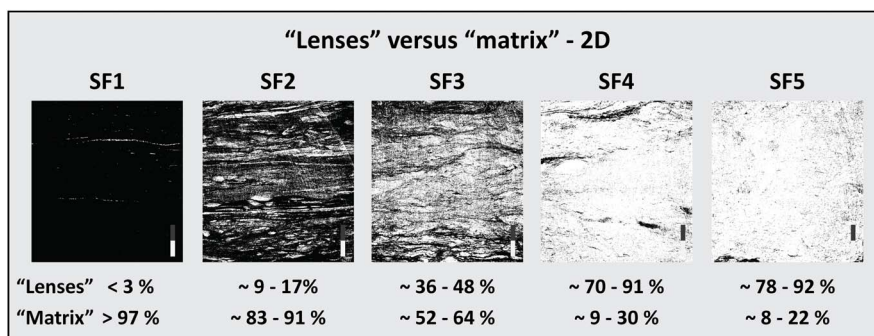 “Lenses” versus “matrix” - 2D
SF1 SF2 SF3 SF4 SF5
“Lenses” < 3 % ~ 9 - 17% ~ 36 - 48 % ~ 70 - 91 % ~ 78 - 92 %
“Matrix” > 97 % ~ 83 - 91 % ~ 52 - 64 % ~ 9 - 30 % ~ 8 - 22 %